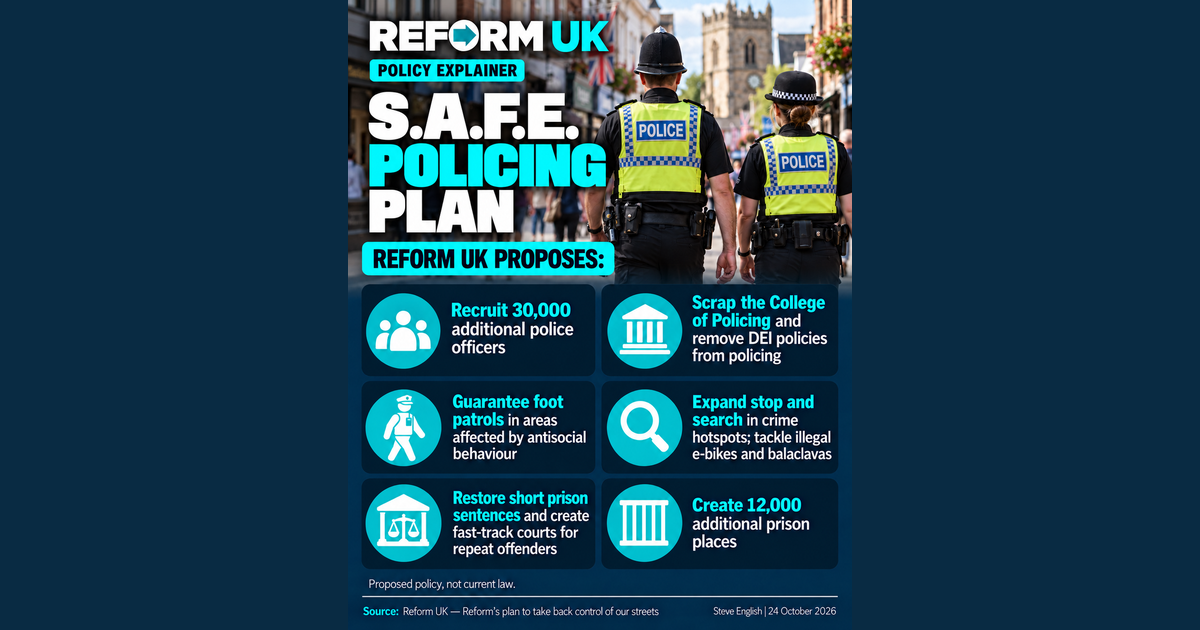 REFORM UK
POLICY EXPLAINER
S.A.F.E.
POLICING
PLAN
REFORM UK PROPOSES:
POLICE
POLICE
Recruit 30,000
additional police
officers
Scrap the College
of Policing and
remove DEI policies
from policing
Guarantee foot
patrols in areas
affected by antisocial
behaviour
Expand stop and
search in crime
hotspots; tackle illegal
e-bikes and balaclavas
Restore short prison
sentences and create
fast-track courts for
repeat offenders
Create 12,000
additional prison
places
Proposed policy, not current law.
Source: Reform UK — Reform's plan to take back control of our streets
Steve English | 24 October 2026